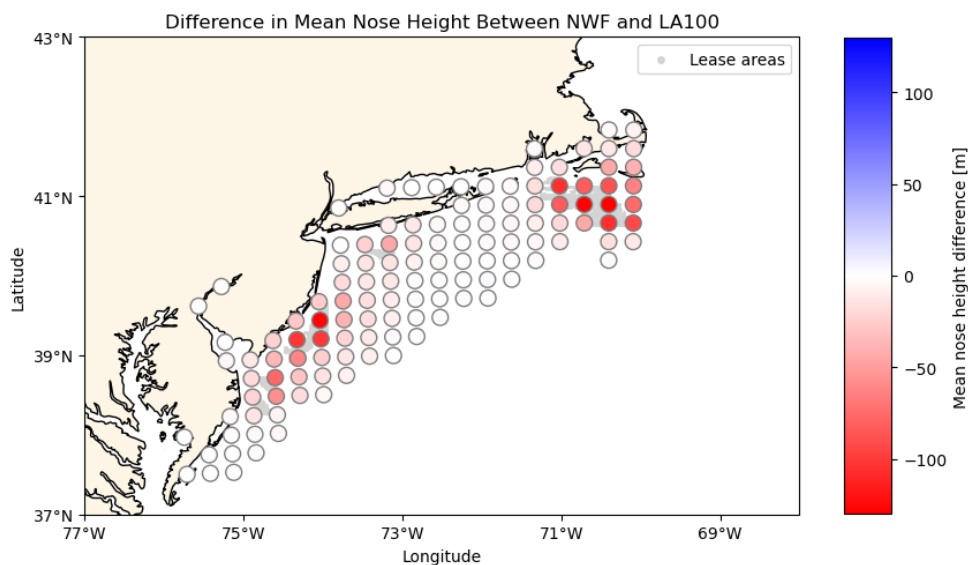 Difference in Mean Nose Height Between NWF and LA100
43°N
41°N
39°N
37°N
77°W
75°W
73°W
71°W
69°W
Latitude
Longitude
Lease areas
100
50
0
−50
−100
Mean nose height difference [m]